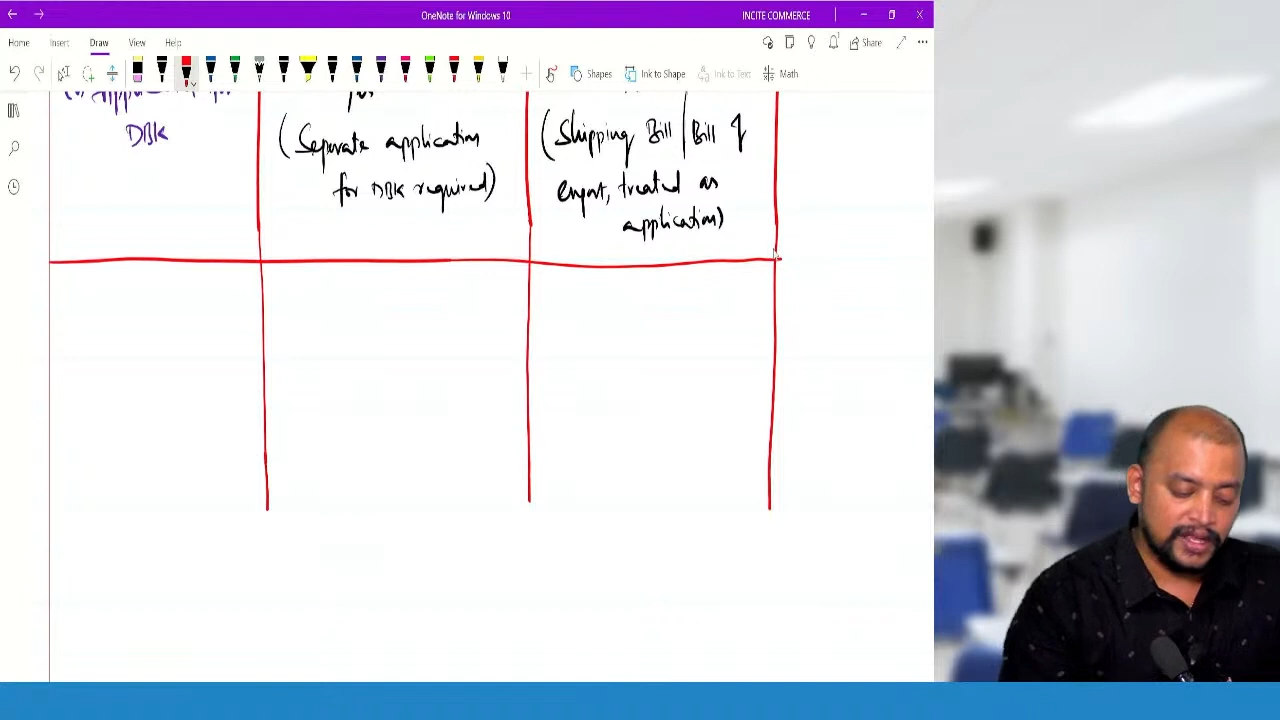 OneNote for Windows 10
INCITE COMMERCE
Home Insert Draw View Help
Share
Shapes
Ink to Shape
Ink to Text
Math
DBK
(Separate application
for DBK required)
(Shipping Bill/Bill of
export, treated as
application)